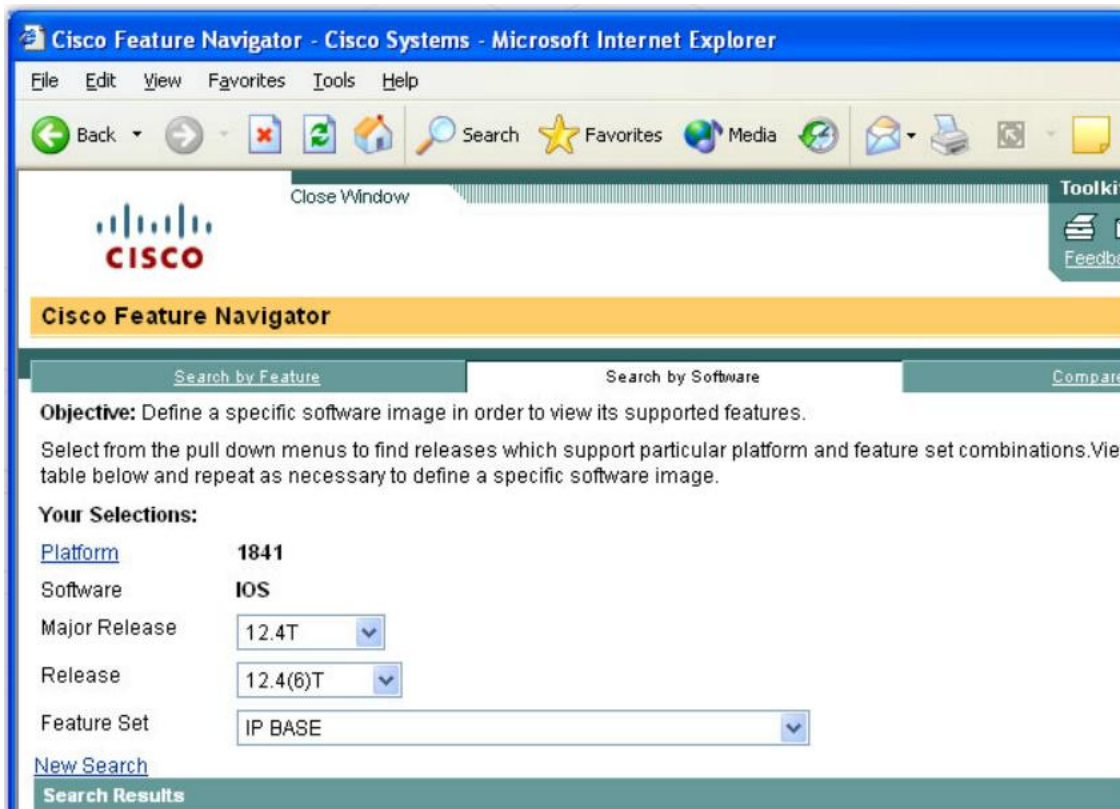 Cisco Feature Navigator - Cisco Systems - Microsoft Internet Explorer
File Edit View Favorites Tools Help
Back Search Favorites Media
Close Window
CISCO
Cisco Feature Navigator
Search by Feature Search by Software
Objective: Define a specific software image in order to view its supported features.
Select from the pull down menus to find releases which support particular platform and feature set combinations.
table below and repeat as necessary to define a specific software image.
Your Selections:
Platform 1841
Software IOS
Major Release 12.4T
Release 12.4(6)T
Feature Set IP BASE
New Search
Search Results